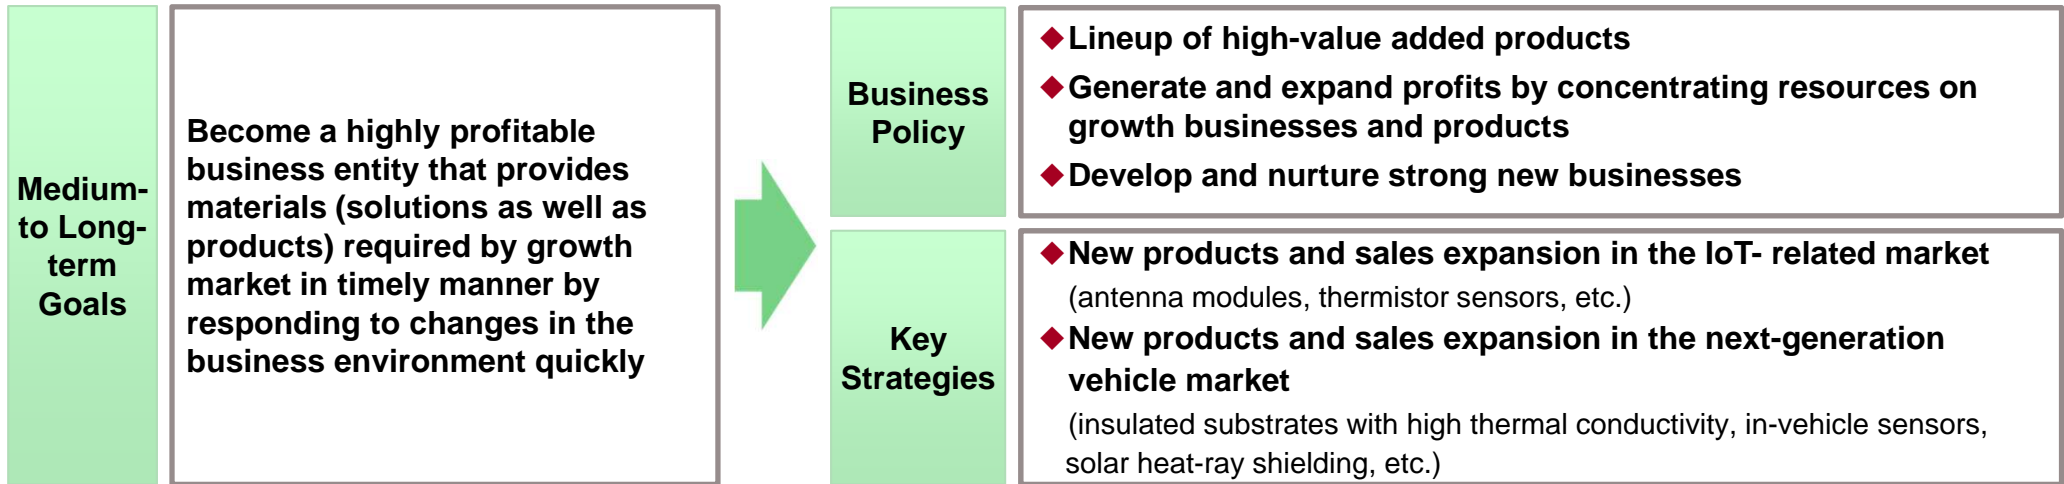 Medium-
to Long-
term
Goals
Become a highly profitable
business entity that provides
materials (solutions as well as
products) required by growth
market in timely manner by
responding to changes in the
business environment quickly
Business
Policy
◆Lineup of high-value added products
◆Generate and expand profits by concentrating resources on
growth businesses and products
◆Develop and nurture strong new businesses
Key
Strategies
◆New products and sales expansion in the IoT- related market
(antenna modules, thermistor sensors, etc.)
◆New products and sales expansion in the next-generation
vehicle market
(insulated substrates with high thermal conductivity, in-vehicle sensors,
solar heat-ray shielding, etc.)